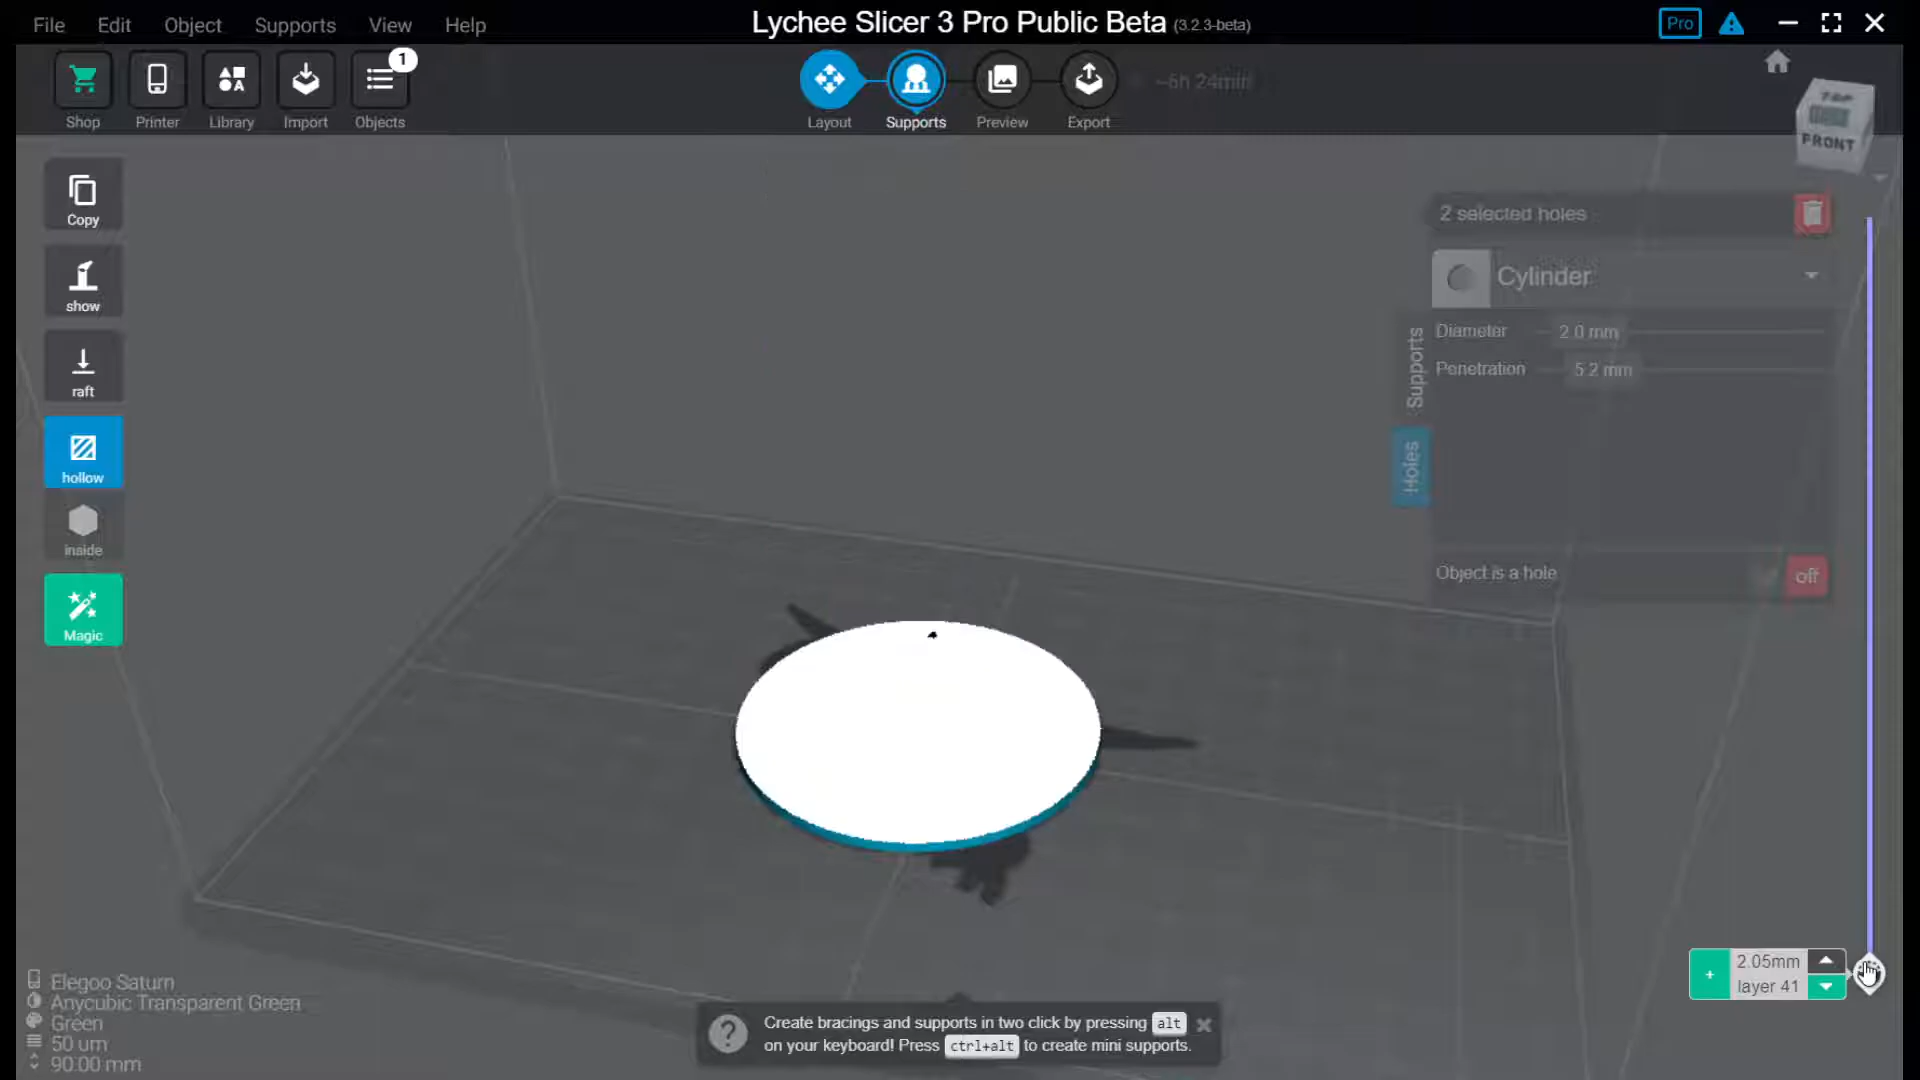 File Edit Object Supports View Help
Lychee Slicer 3 Pro Public Beta (3.2.3-beta)
Pro
Shop
Printer
Library
Import
1
Objects
Layout
Supports
Preview
Export
~6h 24min
TOP
FRONT
Copy
show
raft
hollow
inside
Magic
2 selected holes
Cylinder
Diameter 2.0 mm
Penetration 5.2 mm
Supports
Holes
Object is a hole off
+
2.05mm
layer 41
Elegoo Saturn
Anycubic Transparent Green
Green
50 um
90.00 mm
?
Create bracings and supports in two click by pressing alt
on your keyboard! Press ctrl+alt to create mini supports.